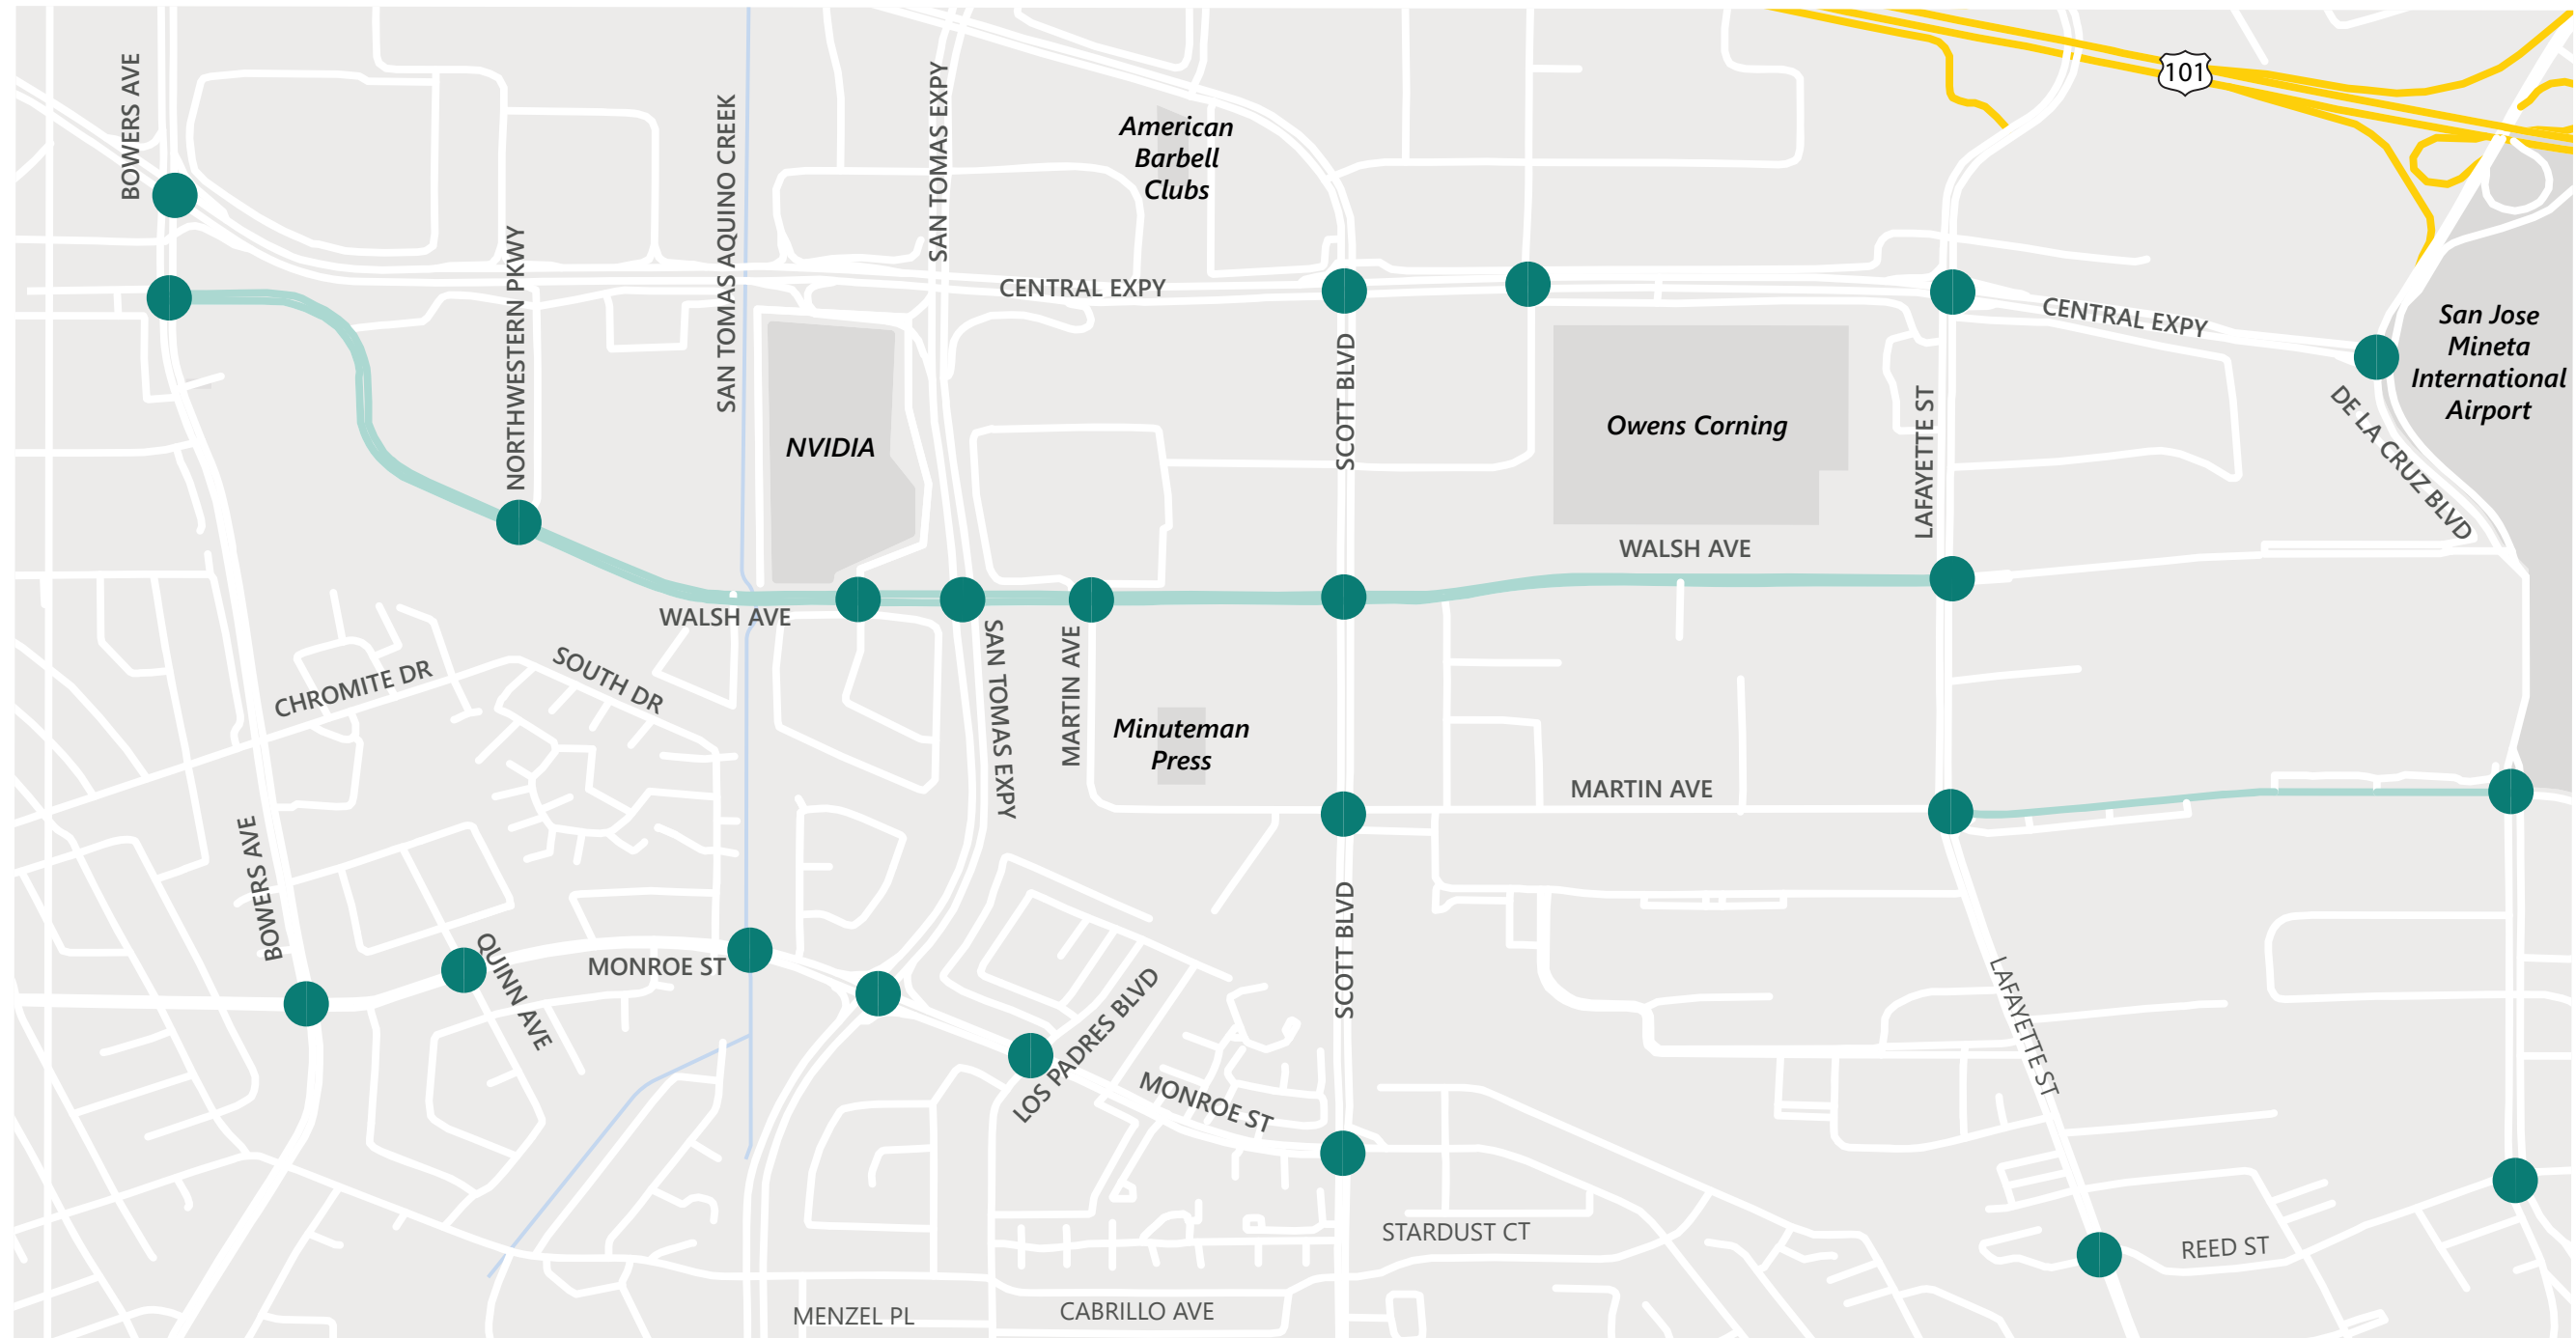 101
BOWERS AVE
SAN TOMAS AQUINO CREEK
SAN TOMAS EXPY
American
Barbell
Clubs
NORTHWESTERN PKWY
CENTRAL EXPY
CENTRAL EXPY
San Jose
Mineta
International
Airport
SCOTT BLVD
LAFAYETTE ST
DE LA CRUZ BLVD
NVIDIA
Owens Corning
WALSH AVE
WALSH AVE
CHROMITE DR
SOUTH DR
SAN TOMAS EXPY
MARTIN AVE
Minuteman
Press
MARTIN AVE
BOWERS AVE
QUINN AVE
MONROE ST
LOS PADRES BLVD
SCOTT BLVD
LAFAYETTE ST
MONROE ST
STARDUST CT
REED ST
MENZEL PL
CABRILLO AVE